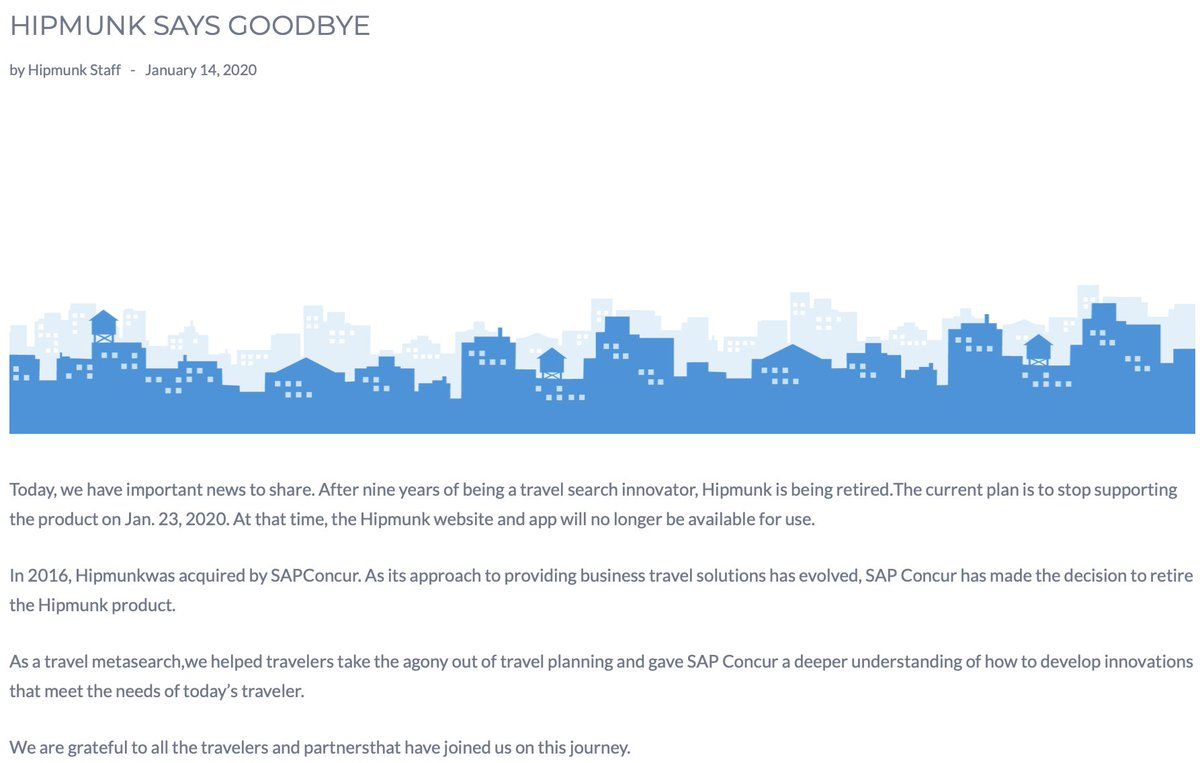 HIPMUNK SAYS GOODBYE
by Hipmunk Staff - January 14, 2020
Today, we have important news to share. After nine years of being a travel search innovator, Hipmunk is being retired.The current plan is to stop supporting
the product on Jan. 23, 2020. At that time, the Hipmunk website and app will no longer be available for use.
In 2016, Hipmunkwas acquired by SAPConcur. As its approach to providing business travel solutions has evolved, SAP Concur has made the decision to retire
the Hipmunk product.
As a travel metasearch,we helped travelers take the agony out of travel planning and gave SAP Concur a deeper understanding of how to develop innovations
that meet the needs of today’s traveler.
We are grateful to all the travelers and partnersthat have joined us on this journey.